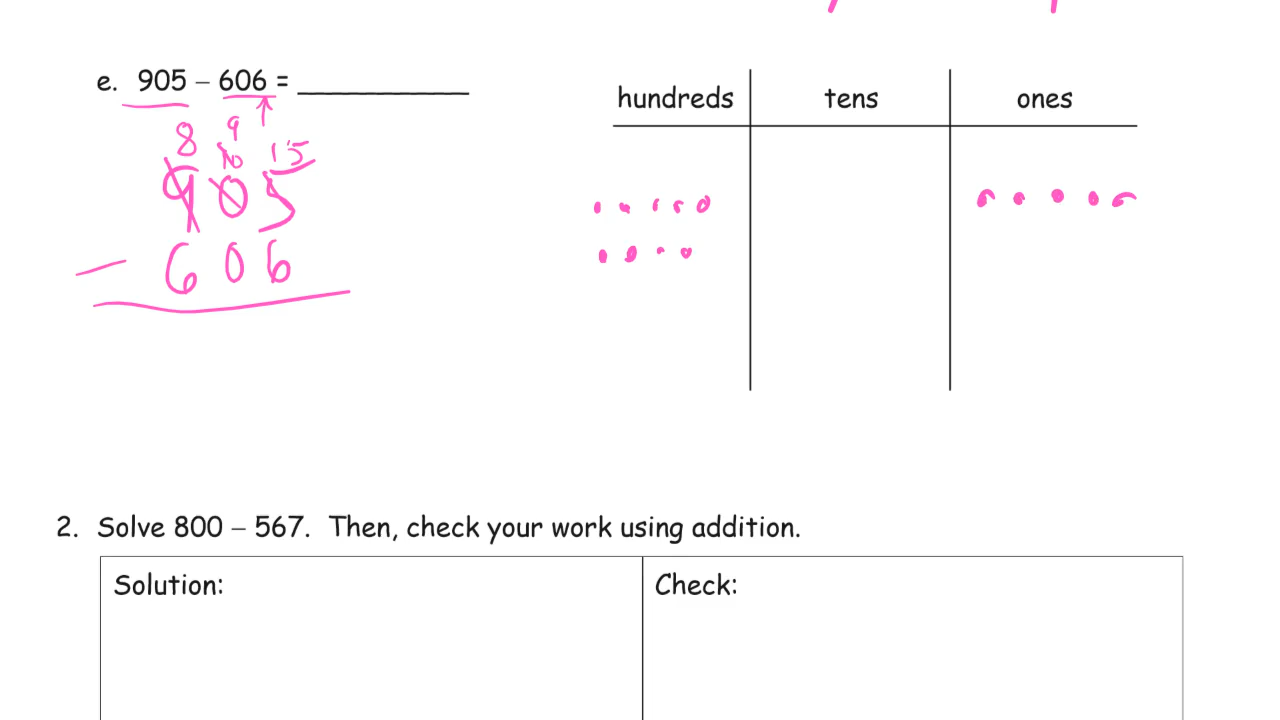 e. 905 – 606 = __________
hundreds tens ones
8 9
10 15
905
– 606
2. Solve 800 – 567. Then, check your work using addition.
Solution: Check: